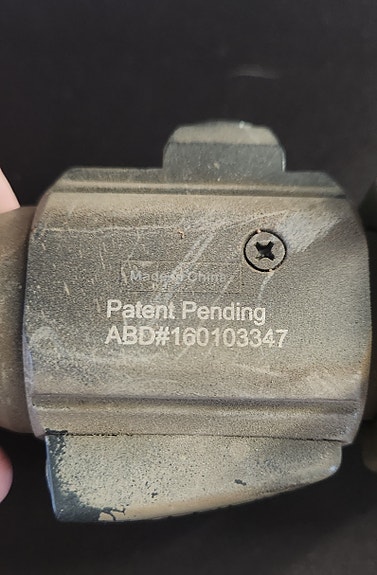 Made in China
Patent Pending
ABD#160103347